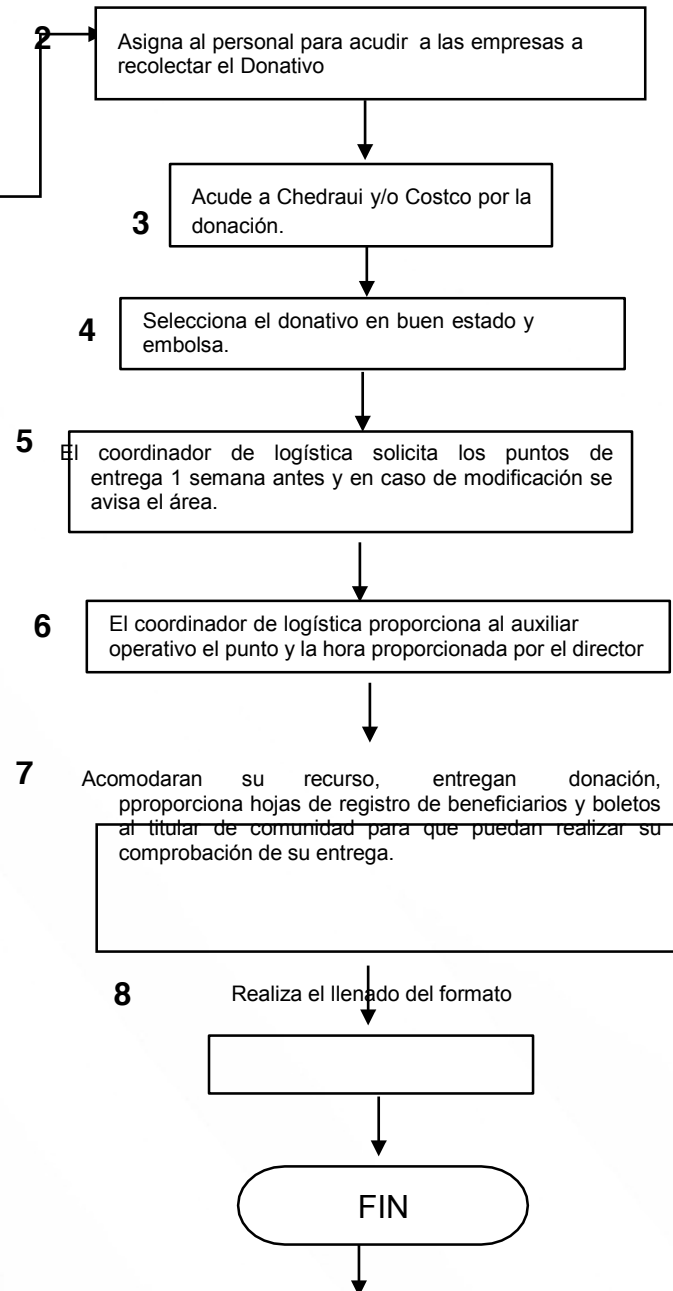 2
Asigna al personal para acudir a las empresas a
recolectar el Donativo
3
Acude a Chedraui y/o Costco por la
donación.
4
Selecciona el donativo en buen estado y
embolsa.
5
El coordinador de logística solicita los puntos de
entrega 1 semana antes y en caso de modificación se
avisa el área.
6
El coordinador de logística proporciona al auxiliar
operativo el punto y la hora proporcionada por el director
7
Acomodaran su recurso, entregan donación,
pproporciona hojas de registro de beneficiarios y boletos
al titular de comunidad para que puedan realizar su
comprobación de su entrega.
8
Realiza el llenado del formato
FIN